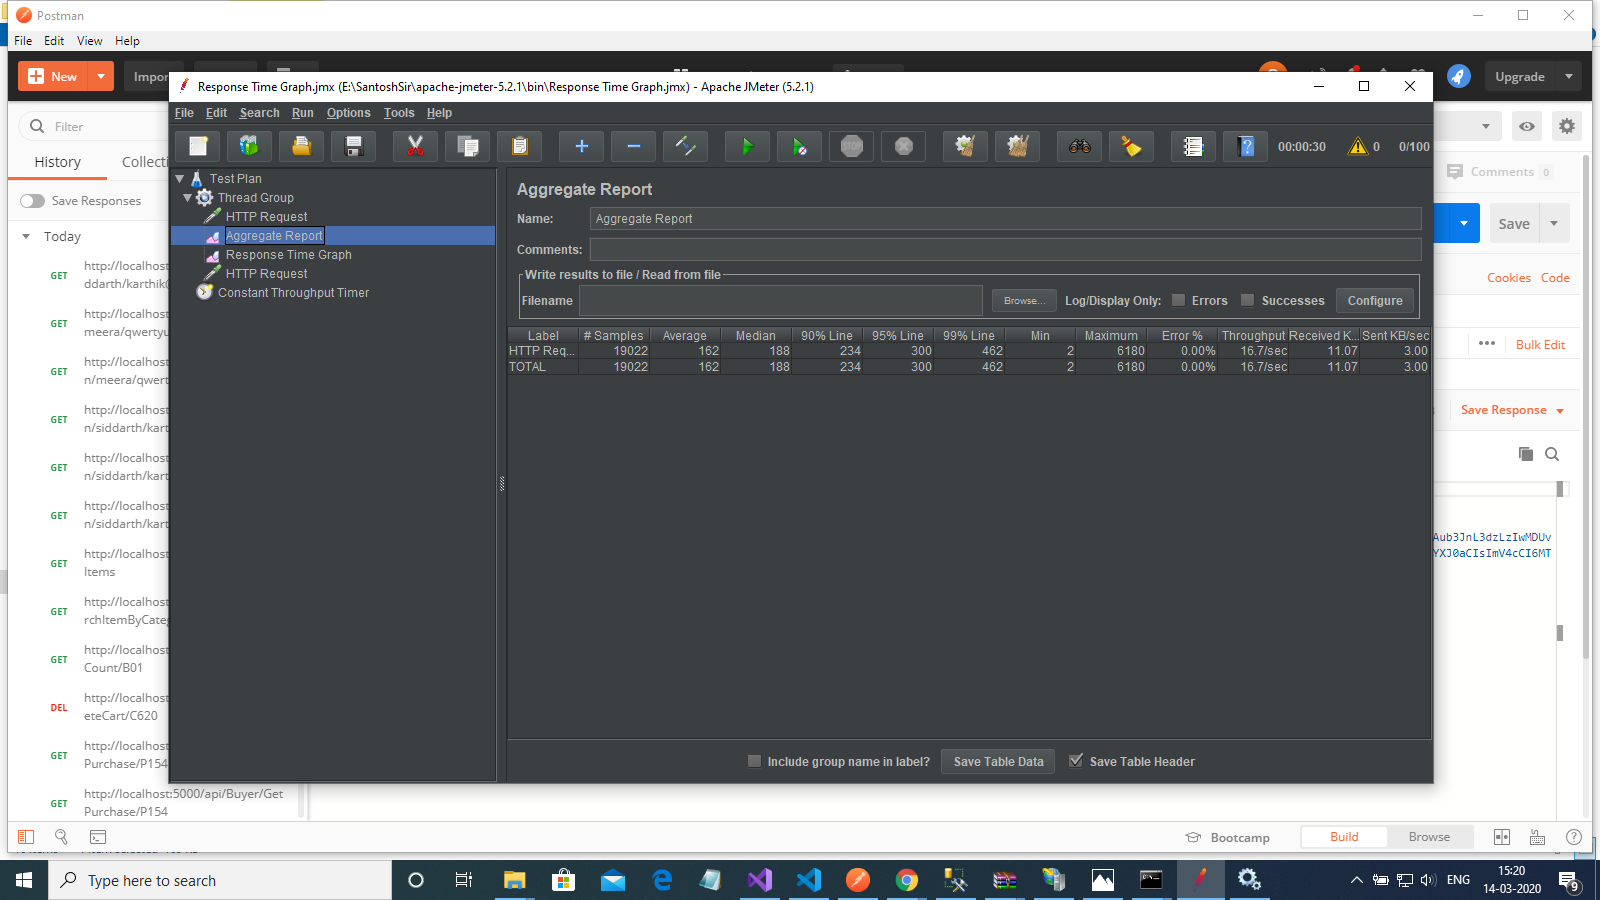 Postman
File Edit View Help
New
Impor
Upgrade
Filter
History
Collecti
Save Responses
Today
GET http://localhost
ddarth/karthik@
GET http://localhost
meera/qwertyu
GET http://localhost
n/meera/qwert
GET http://localhost
n/siddarth/kart
GET http://localhost
n/siddarth/kart
GET http://localhost
n/siddarth/kart
GET http://localhost
Items
GET http://localhost
rchItemByCateg
GET http://localhost
Count/B01
DEL http://localhost
eteCart/C620
GET http://localhost
Purchase/P154
GET http://localhost:5000/api/Buyer/Get
Purchase/P154
Response Time Graph.jmx (E:\SantoshSir\apache-jmeter-5.2.1\bin\Response Time Graph.jmx) - Apache JMeter (5.2.1)
File Edit Search Run Options Tools Help
STOP
00:00:30
0
0/100
Test Plan
Thread Group
HTTP Request
Aggregate Report
Response Time Graph
HTTP Request
Constant Throughput Timer
Aggregate Report
Name: Aggregate Report
Comments:
Write results to file / Read from file
Filename Browse... Log/Display Only: Errors Successes Configure
Label # Samples Average Median 90% Line 95% Line 99% Line Min Maximum Error % Throughput Received K... Sent KB/sec
HTTP Req... 19022 162 188 234 300 462 2 6180 0.00% 16.7/sec 11.07 3.00
TOTAL 19022 162 188 234 300 462 2 6180 0.00% 16.7/sec 11.07 3.00
Include group name in label? Save Table Data Save Table Header
Comments 0
Save
Cookies Code
Bulk Edit
Save Response
Aub3JnL3dzLzIwMDUv
YXJ0aCIsImV4cCI6MT
Bootcamp
Build
Browse
Type here to search
ENG
15:20
14-03-2020
9